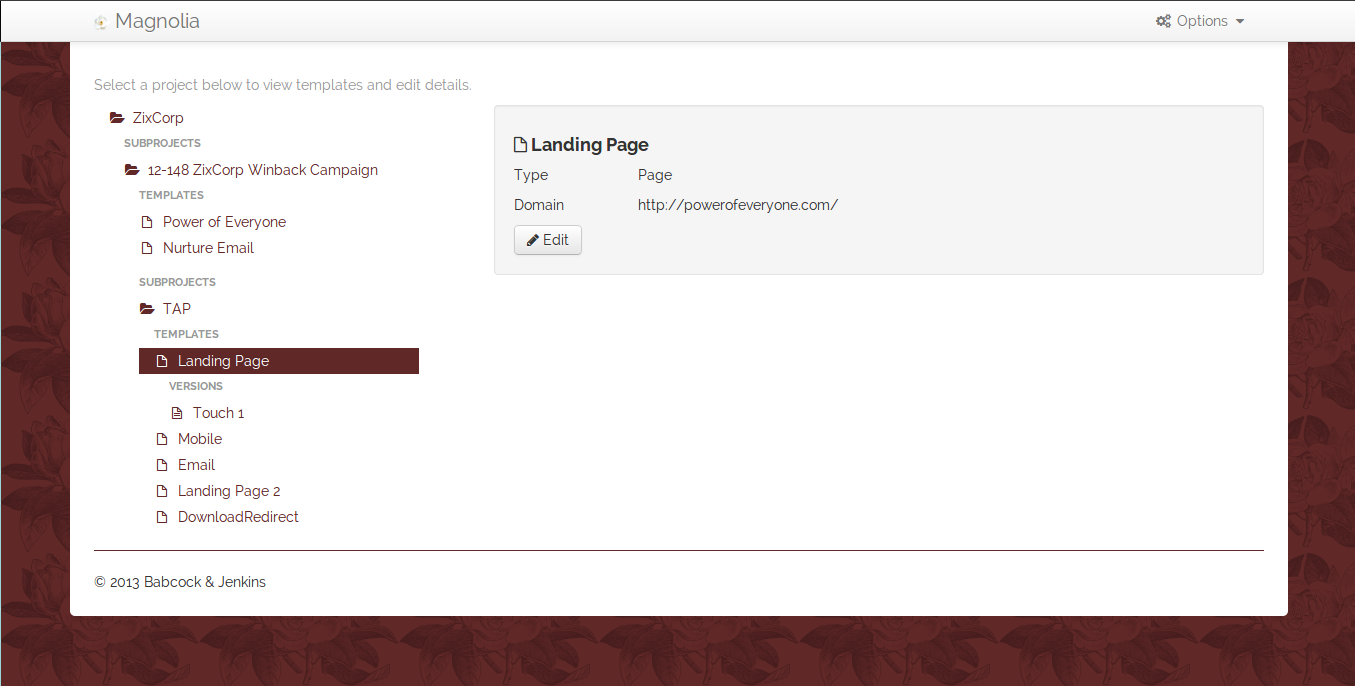 Magnolia
Options
Select a project below to view templates and edit details.
ZixCorp
SUBPROJECTS
12-148 ZixCorp Winback Campaign
TEMPLATES
Power of Everyone
Nurture Email
SUBPROJECTS
TAP
TEMPLATES
Landing Page
VERSIONS
Touch 1
Mobile
Email
Landing Page 2
DownloadRedirect
Landing Page
Type Page
Domain http://powerofeveryone.com/
Edit
© 2013 Babcock & Jenkins